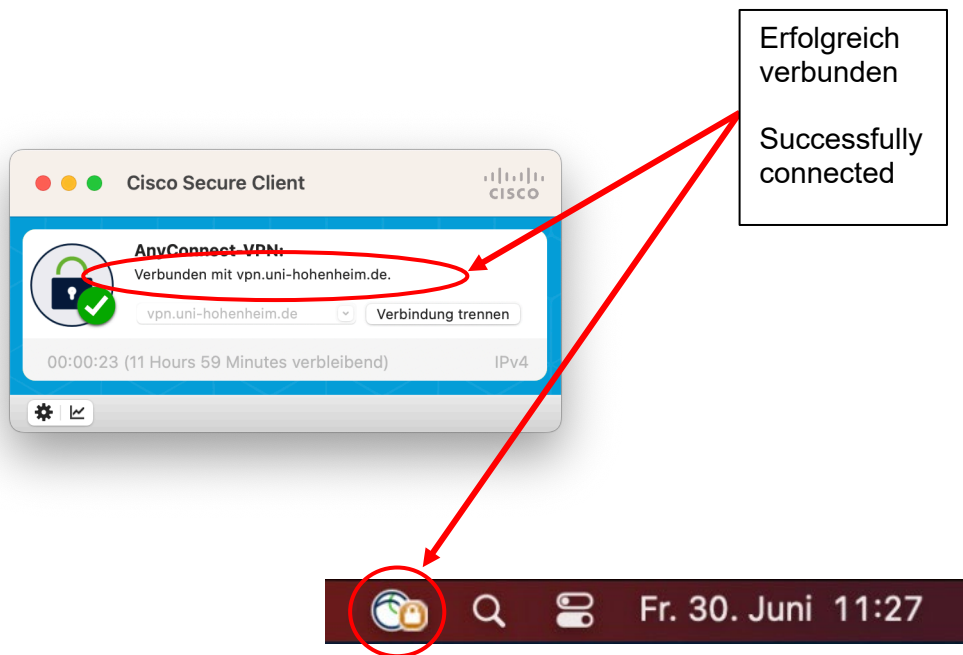 Erfolgreich
verbunden
Successfully
connected
Cisco Secure Client
CISCO
AnyConnect-VPN:
Verbunden mit vpn.uni-hohenheim.de.
vpn.uni-hohenheim.de
Verbindung trennen
00:00:23 (11 Hours 59 Minutes verbleibend)
IPv4
Fr. 30. Juni 11:27